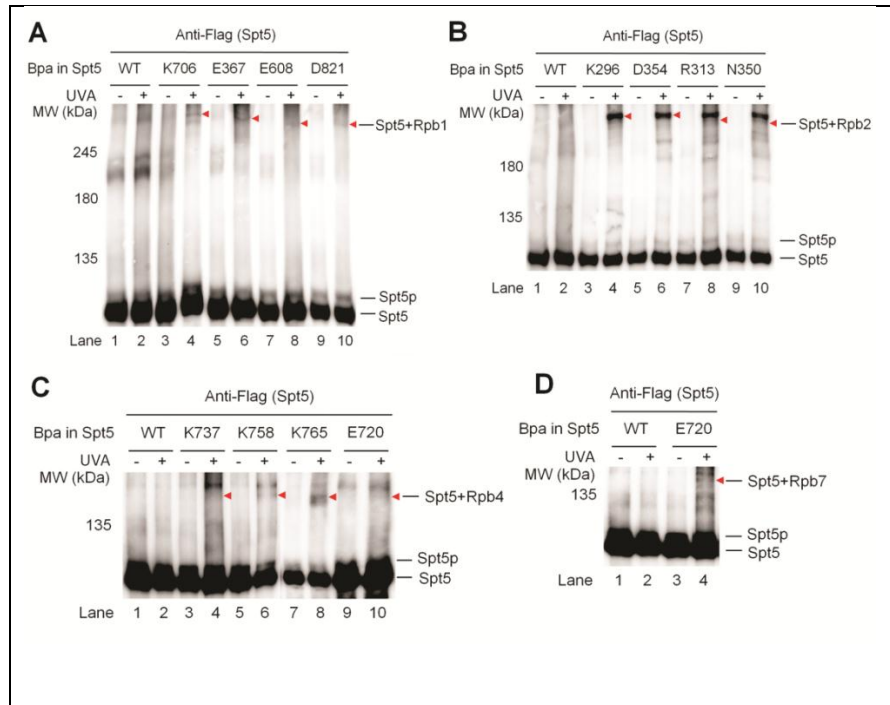 A
Anti-Flag (Spt5)
Bpa in Spt5 WT K706 E367 E608 D821
UVA - + - + - + - + - +
MW (kDa)
Spt5+Rpb1
245
180
135
Spt5p
Spt5
Lane 1 2 3 4 5 6 7 8 9 10
B
Anti-Flag (Spt5)
Bpa in Spt5 WT K296 D354 R313 N350
UVA - + - + - + - + - +
MW (kDa)
Spt5+Rpb2
180
135
Spt5p
Spt5
Lane 1 2 3 4 5 6 7 8 9 10
C
Anti-Flag (Spt5)
Bpa in Spt5 WT K737 K758 K765 E720
UVA - + - + - + - + - +
MW (kDa)
Spt5+Rpb4
135
Spt5p
Spt5
Lane 1 2 3 4 5 6 7 8 9 10
D
Anti-Flag (Spt5)
Bpa in Spt5 WT E720
UVA - + - +
MW (kDa)
Spt5+Rpb7
135
Spt5p
Spt5
Lane 1 2 3 4